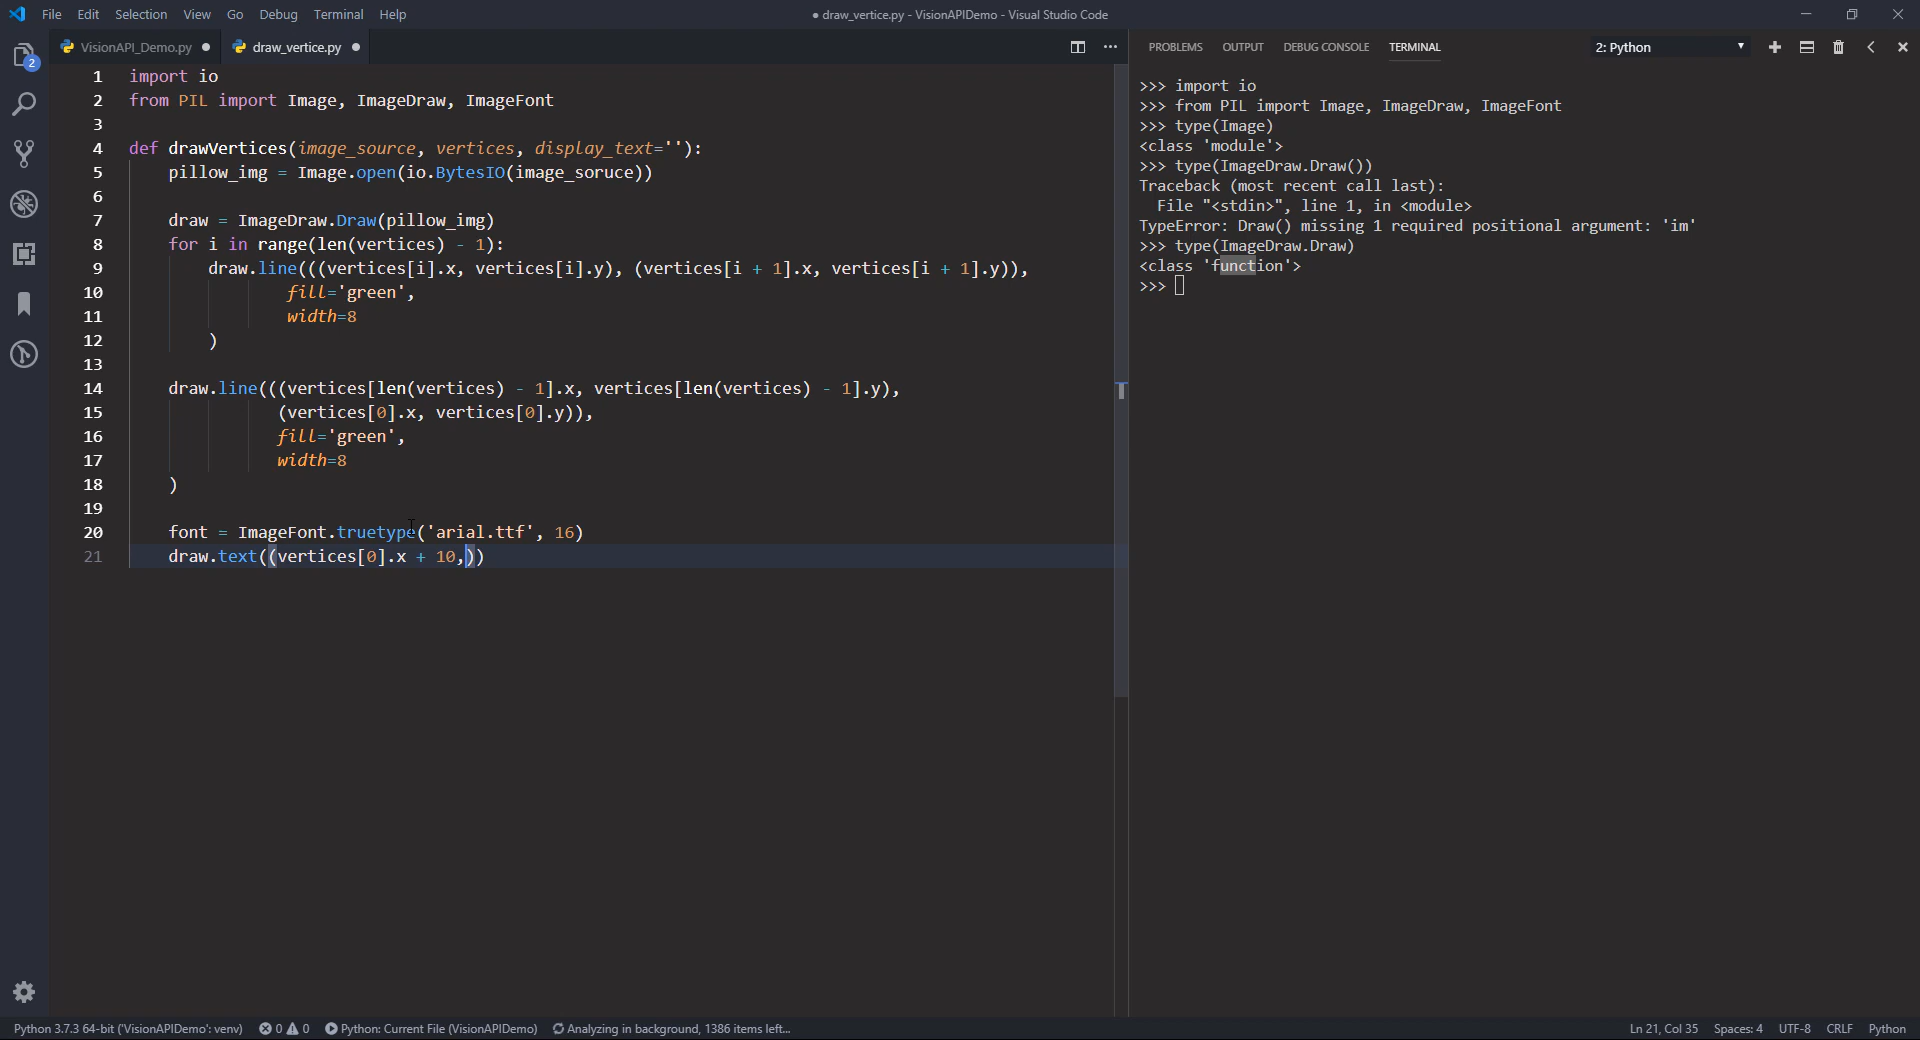 File Edit Selection View Go Debug Terminal Help
● draw_vertice.py - VisionAPIDemo - Visual Studio Code
VisionAPI_Demo.py ●
draw_vertice.py ●
2
1 import io
2 from PIL import Image, ImageDraw, ImageFont
3
4 def drawVertices(image_source, vertices, display_text=''):
5 pillow_img = Image.open(io.BytesIO(image_soruce))
6
7 draw = ImageDraw.Draw(pillow_img)
8 for i in range(len(vertices) - 1):
9 draw.line(((vertices[i].x, vertices[i].y), (vertices[i + 1].x, vertices[i + 1].y)),
10 fill='green',
11 width=8
12 )
13
14 draw.line(((vertices[len(vertices) - 1].x, vertices[len(vertices) - 1].y),
15 (vertices[0].x, vertices[0].y)),
16 fill='green',
17 width=8
18 )
19
20 font = ImageFont.truetype('arial.ttf', 16)
21 draw.text((vertices[0].x + 10,))
PROBLEMS OUTPUT DEBUG CONSOLE TERMINAL
2: Python
>>> import io
>>> from PIL import Image, ImageDraw, ImageFont
>>> type(Image)
<class 'module'>
>>> type(ImageDraw.Draw())
Traceback (most recent call last):
File "<stdin>", line 1, in <module>
TypeError: Draw() missing 1 required positional argument: 'im'
>>> type(ImageDraw.Draw)
<class 'function'>
>>>
Python 3.7.3 64-bit ('VisionAPIDemo': venv) 0 0 Python: Current File (VisionAPIDemo) Analyzing in background, 1386 items left...
Ln 21, Col 35 Spaces: 4 UTF-8 CRLF Python